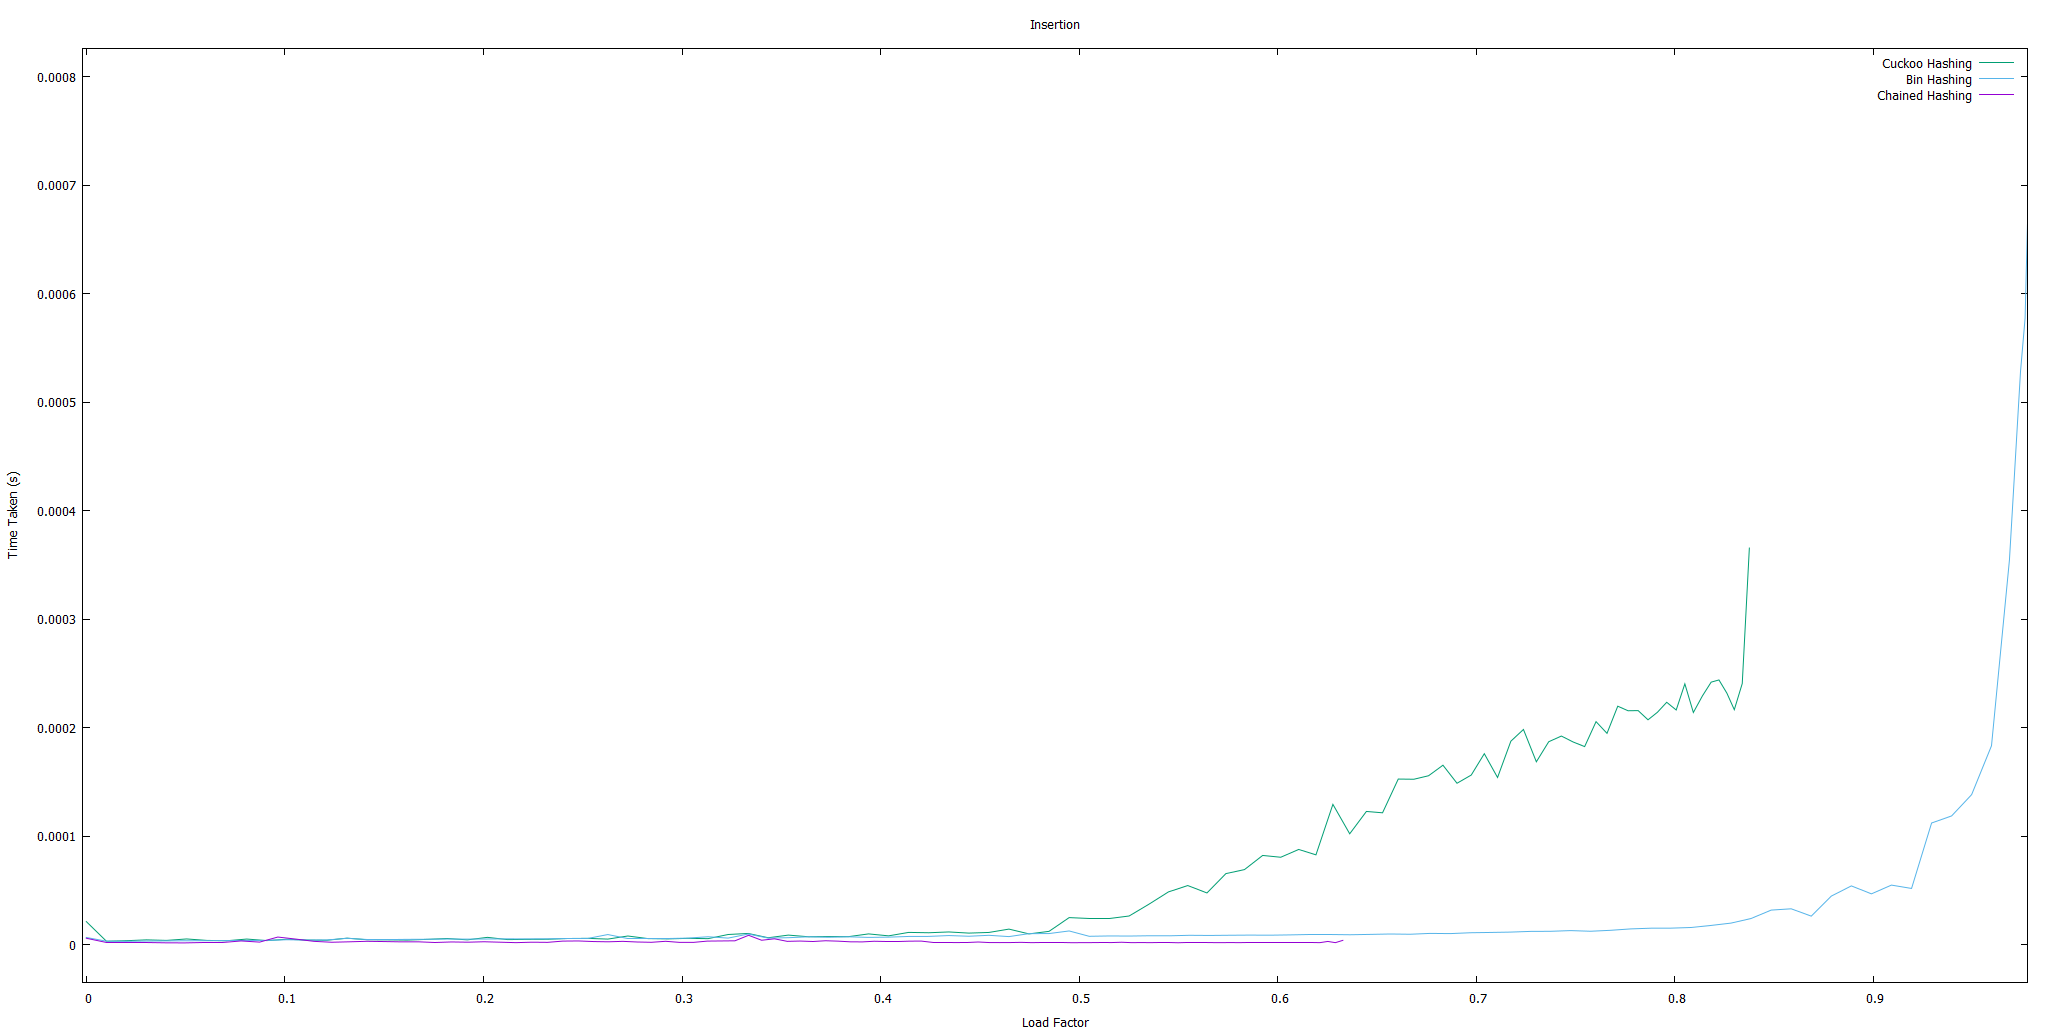 Insertion
Cuckoo Hashing
Bin Hashing
Chained Hashing
0.0008
0.0007
0.0006
0.0005
0.0004
0.0003
0.0002
0.0001
0
Time Taken (s)
0 0.1 0.2 0.3 0.4 0.5 0.6 0.7 0.8 0.9
Load Factor